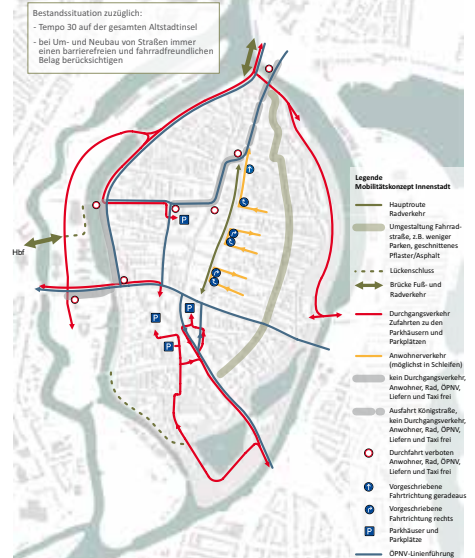 Bestandssituation zuzüglich:
- Tempo 30 auf der gesamten Altstadtinsel
- bei Um- und Neubau von Straßen immer
einen barrierefreien und fahrradfreundlichen
Belag berücksichtigen
Hbf
P
P
P
P
Legende
Mobilitätskonzept Innenstadt
Hauptroute
Radverkehr
Umgestaltung Fahrrad-
straße, z.B. weniger
Parken, geschnittenes
Pflaster/Asphalt
Lückenschluss
Brücke Fuß- und
Radverkehr
Durchgangsverkehr
Zufahrten zu den
Parkhäusern und
Parkplätzen
Anwohnerverkehr
(möglichst in Schleifen)
kein Durchgangsverkehr,
Anwohner, Rad, ÖPNV,
Liefern und Taxi frei
Ausfahrt Königstraße,
kein Durchgangsverkehr,
Anwohner, Rad, ÖPNV,
Liefern und Taxi frei
Durchfahrt verboten
Anwohner, Rad, ÖPNV,
Liefern und Taxi frei
Vorgeschriebene
Fahrtrichtung geradeaus
Vorgeschriebene
Fahrtrichtung rechts
P Parkhäuser und
Parkplätze
ÖPNV-Linienführung